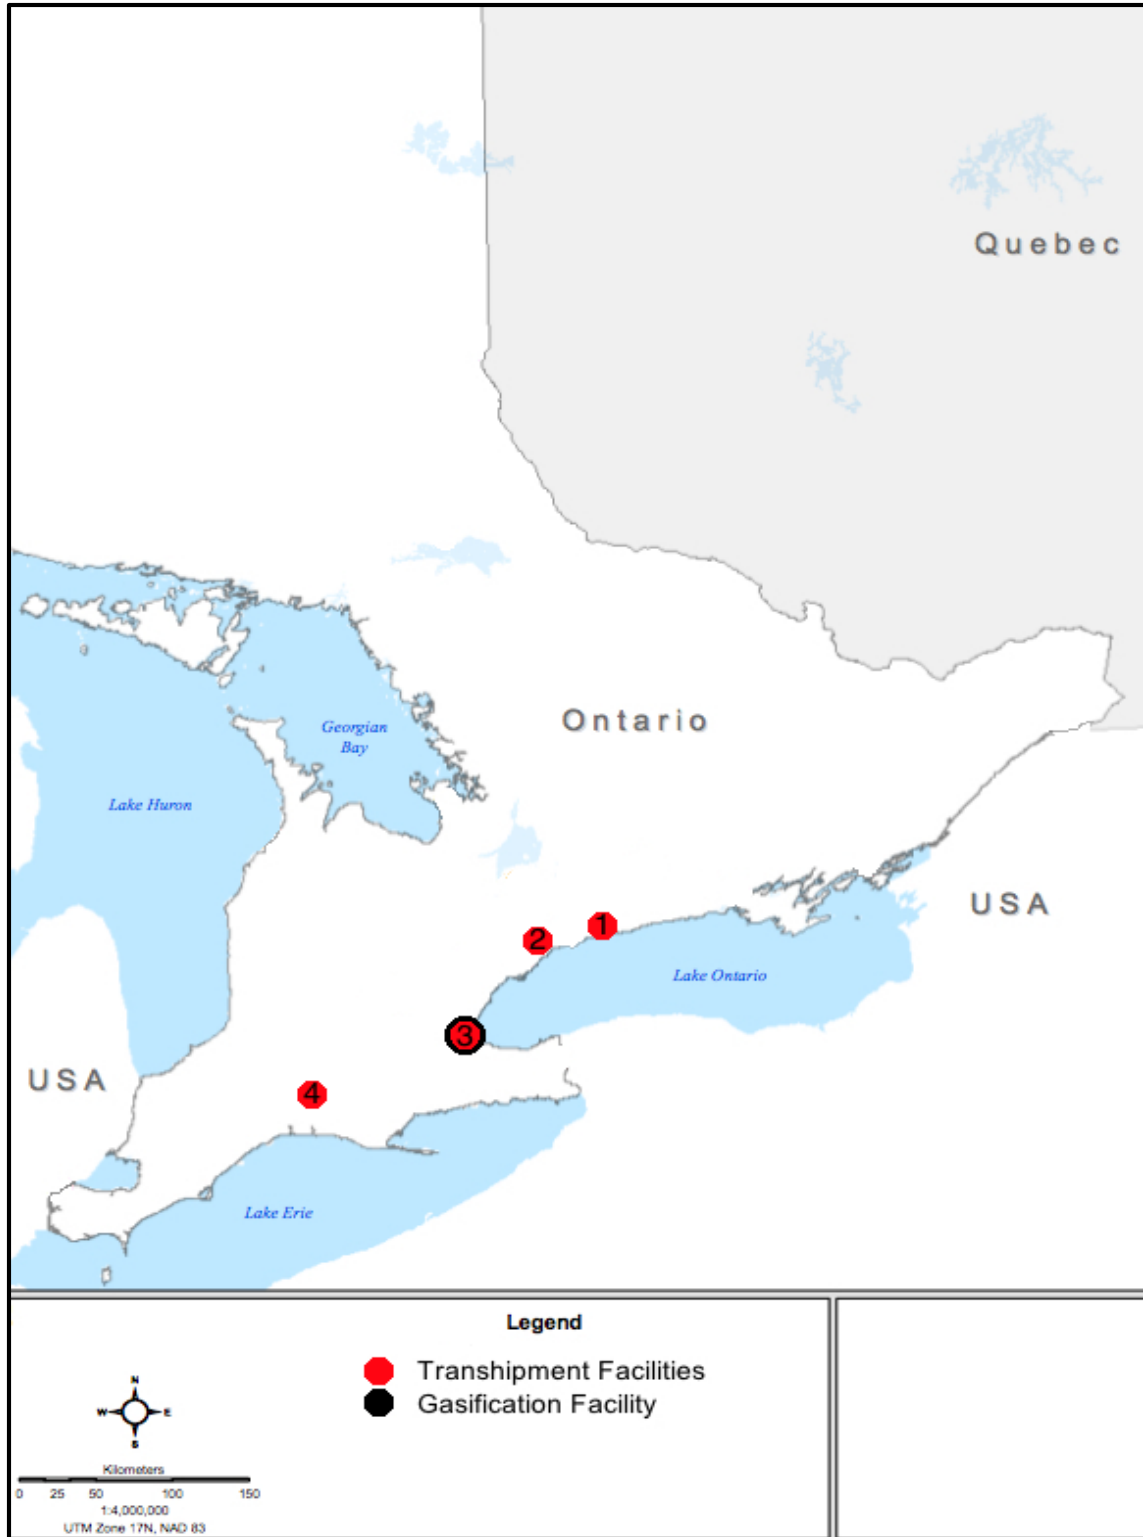 Quebec
Ontario
Georgian
Bay
Lake Huron
USA
1
2
Lake Ontario
3
USA
4
Lake Erie
Legend
Transhipment Facilities
Gasification Facility
N
W E
S
Kilometers
0 25 50 100 150
1:4,000,000
UTM Zone 17N, NAD 83